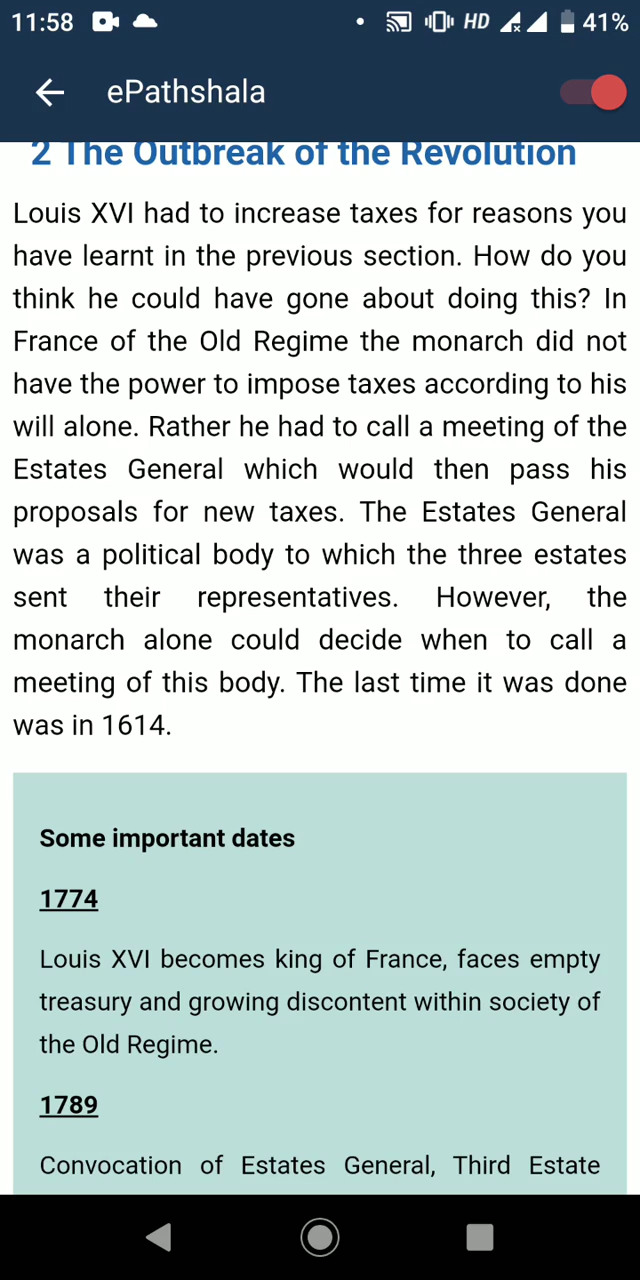 11:58
HD
41%
ePathshala
2 The Outbreak of the Revolution
Louis XVI had to increase taxes for reasons you
have learnt in the previous section. How do you
think he could have gone about doing this? In
France of the Old Regime the monarch did not
have the power to impose taxes according to his
will alone. Rather he had to call a meeting of the
Estates General which would then pass his
proposals for new taxes. The Estates General
was a political body to which the three estates
sent their representatives. However, the
monarch alone could decide when to call a
meeting of this body. The last time it was done
was in 1614.
Some important dates
1774
Louis XVI becomes king of France, faces empty
treasury and growing discontent within society of
the Old Regime.
1789
Convocation of Estates General, Third Estate